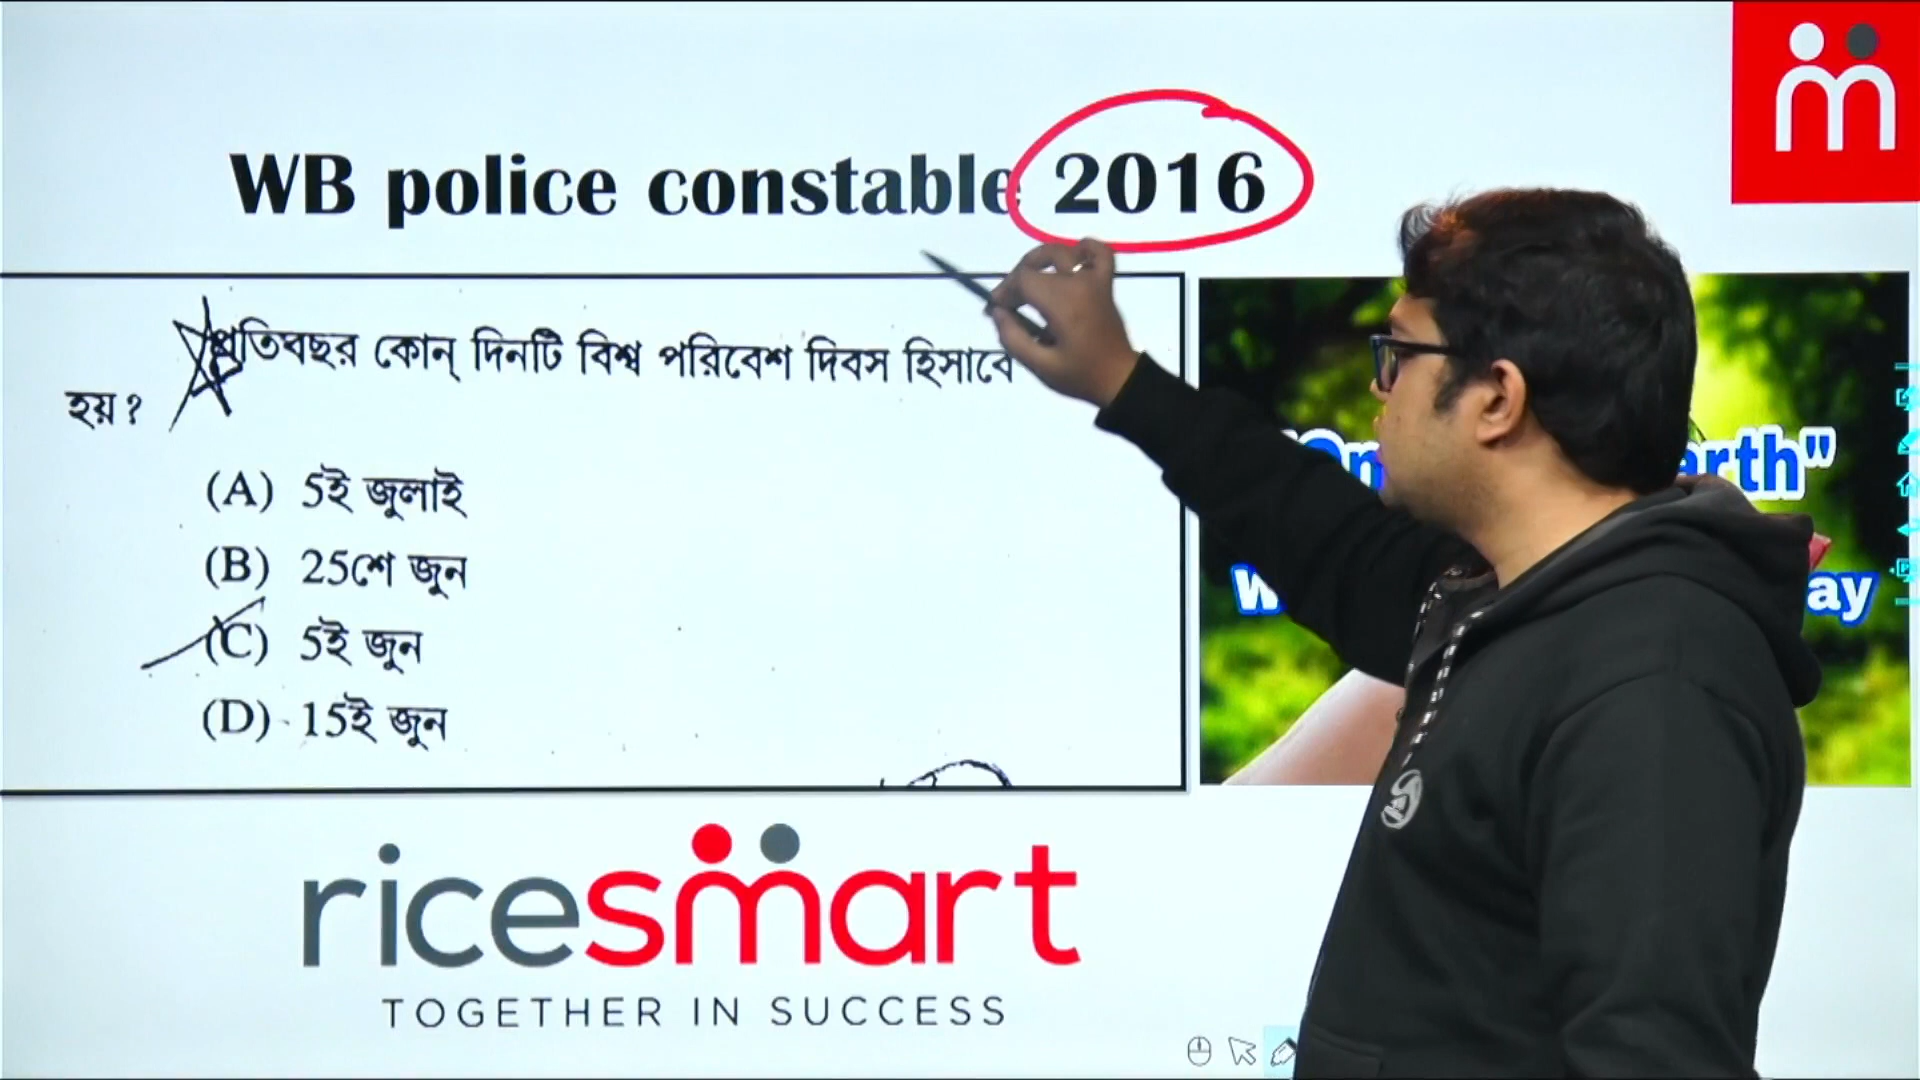 WB police constable 2016
প্রতিবছর কোন্ দিনটি বিশ্ব পরিবেশ দিবস হিসাবে
হয় ?
(A) 5ই জুলাই
(B) 25শে জুন
(C) 5ই জুন
(D) 15ই জুন
ricesmart
TOGETHER IN SUCCESS